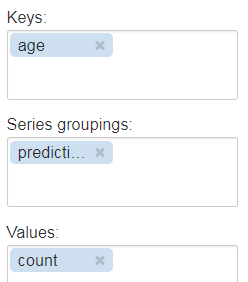 Keys:
age ×
Series groupings:
predicti... ×
Values:
count ×